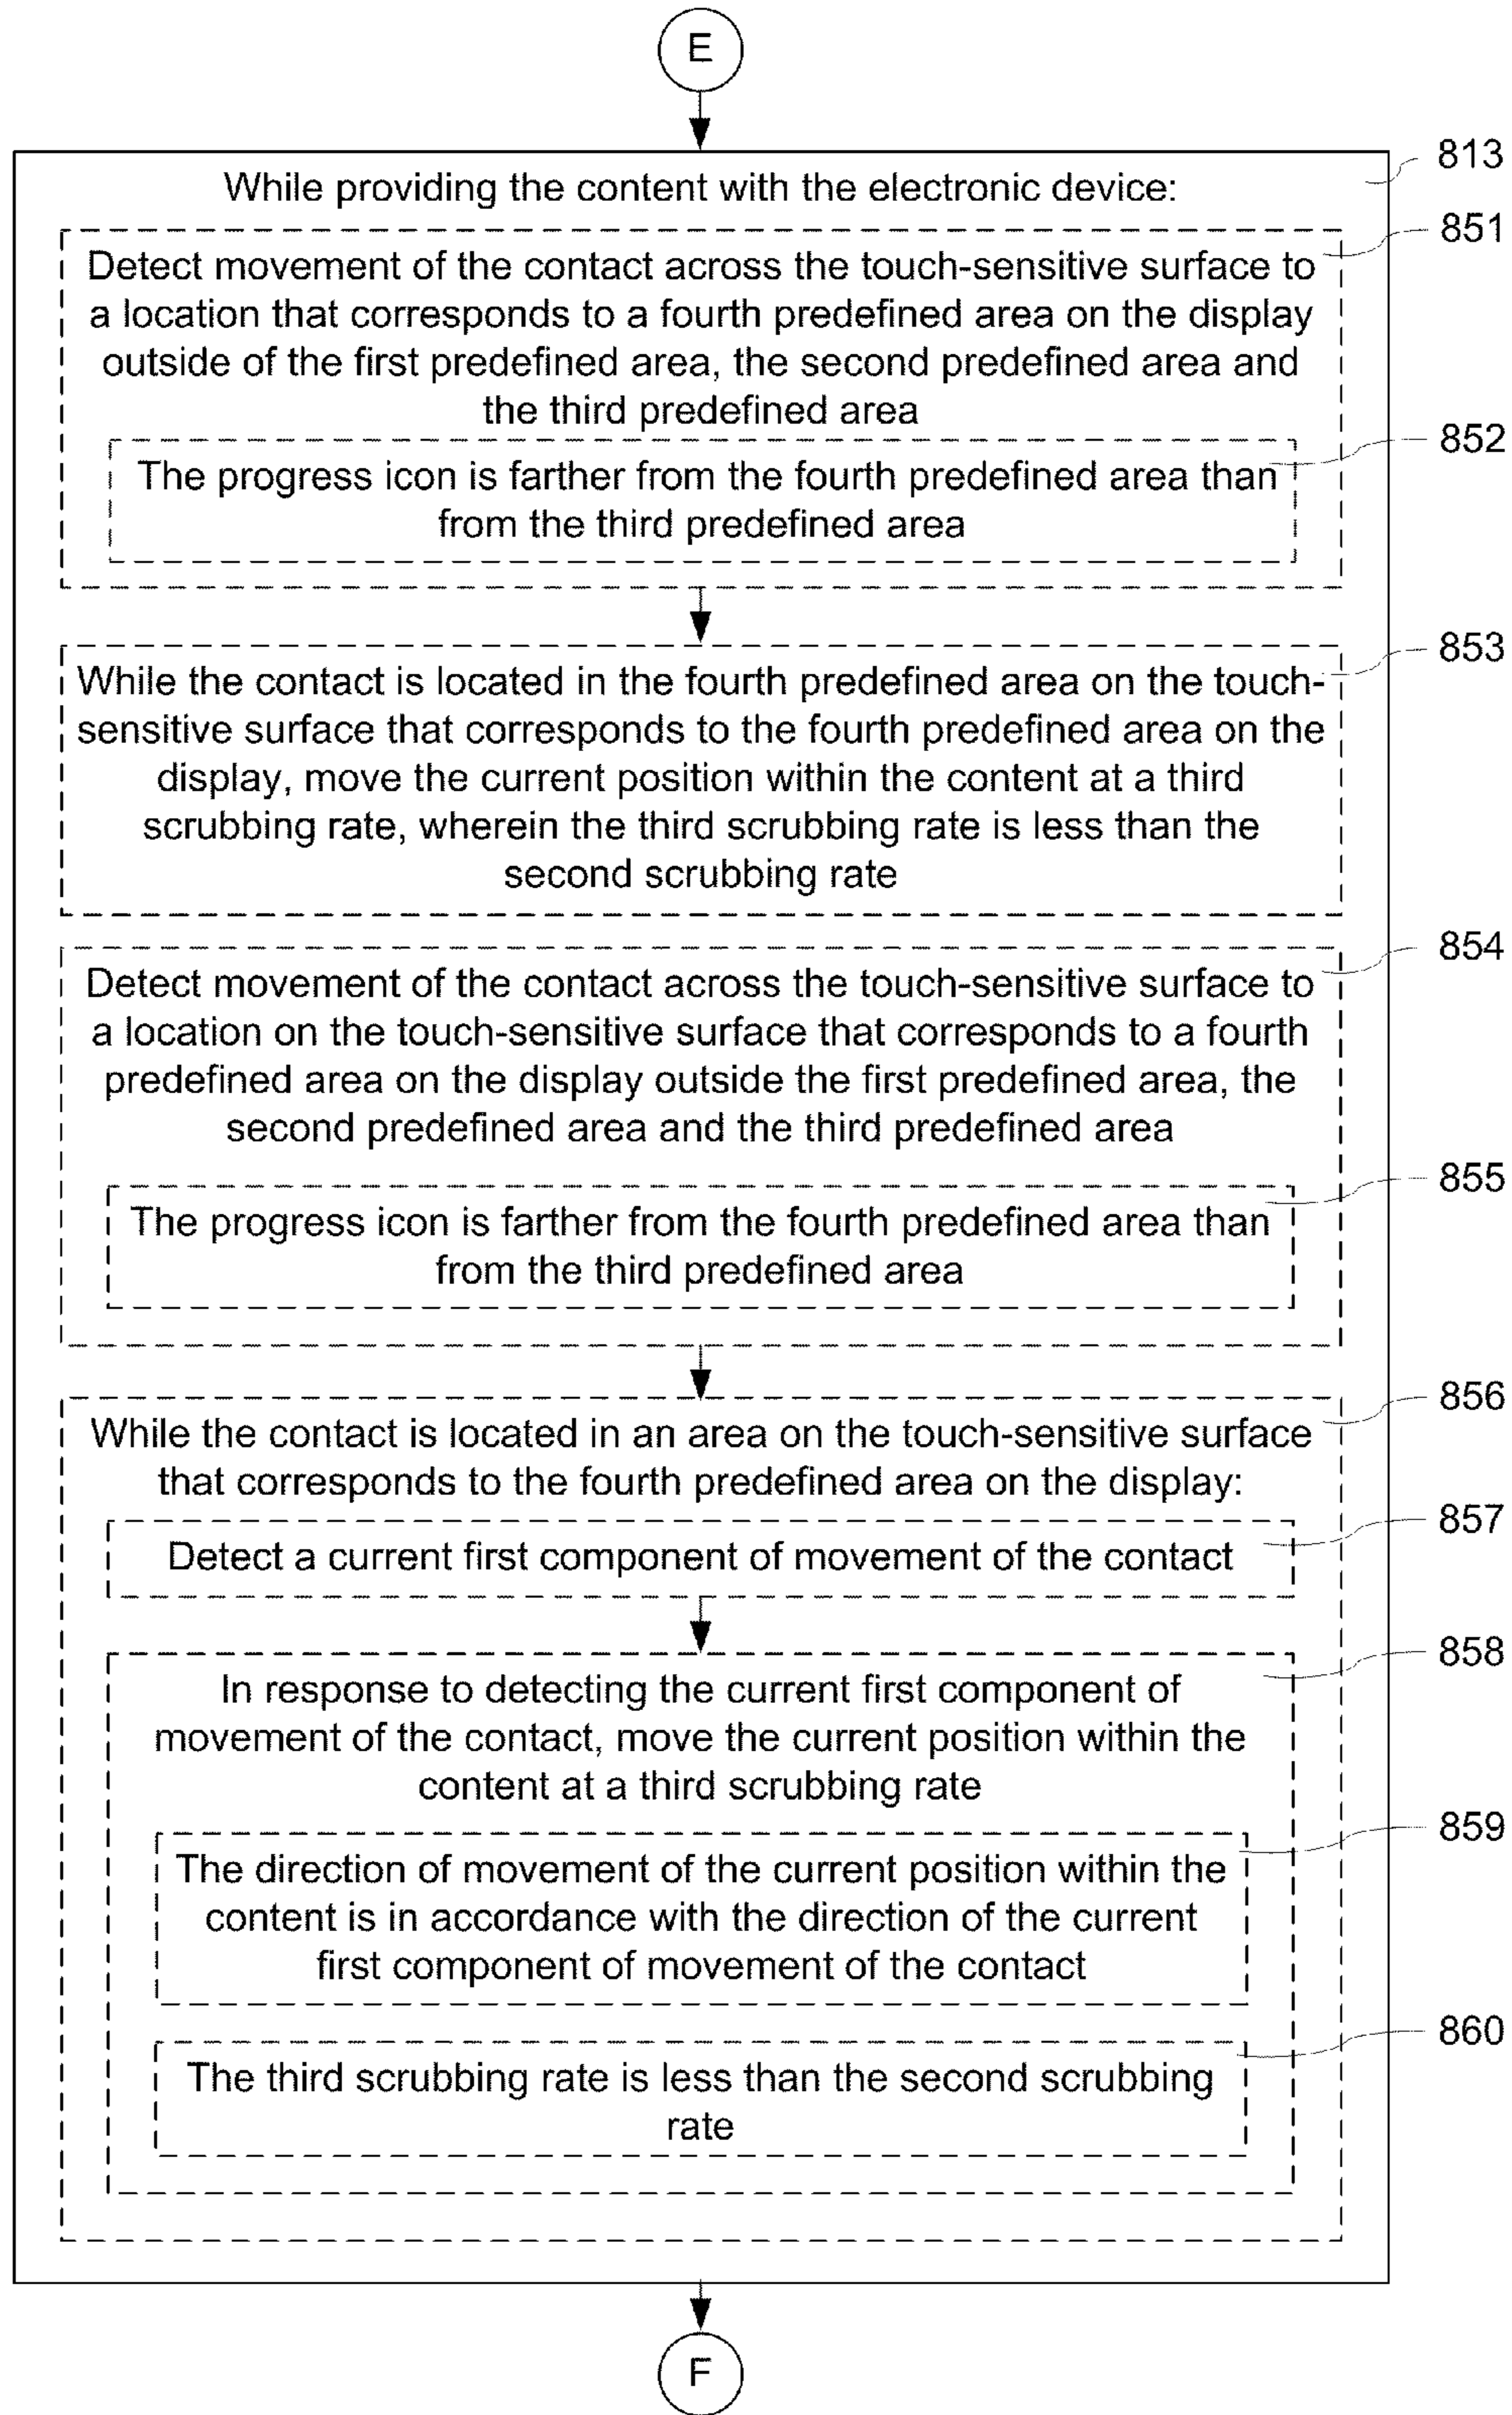 E
813
While providing the content with the electronic device:
851
Detect movement of the contact across the touch-sensitive surface to
a location that corresponds to a fourth predefined area on the display
outside of the first predefined area, the second predefined area and
the third predefined area
852
The progress icon is farther from the fourth predefined area than
from the third predefined area
853
While the contact is located in the fourth predefined area on the touch-
sensitive surface that corresponds to the fourth predefined area on the
display, move the current position within the content at a third
scrubbing rate, wherein the third scrubbing rate is less than the
second scrubbing rate
854
Detect movement of the contact across the touch-sensitive surface to
a location on the touch-sensitive surface that corresponds to a fourth
predefined area on the display outside the first predefined area, the
second predefined area and the third predefined area
855
The progress icon is farther from the fourth predefined area than
from the third predefined area
856
While the contact is located in an area on the touch-sensitive surface
that corresponds to the fourth predefined area on the display:
857
Detect a current first component of movement of the contact
858
In response to detecting the current first component of
movement of the contact, move the current position within the
content at a third scrubbing rate
859
The direction of movement of the current position within the
content is in accordance with the direction of the current
first component of movement of the contact
860
The third scrubbing rate is less than the second scrubbing
rate
F